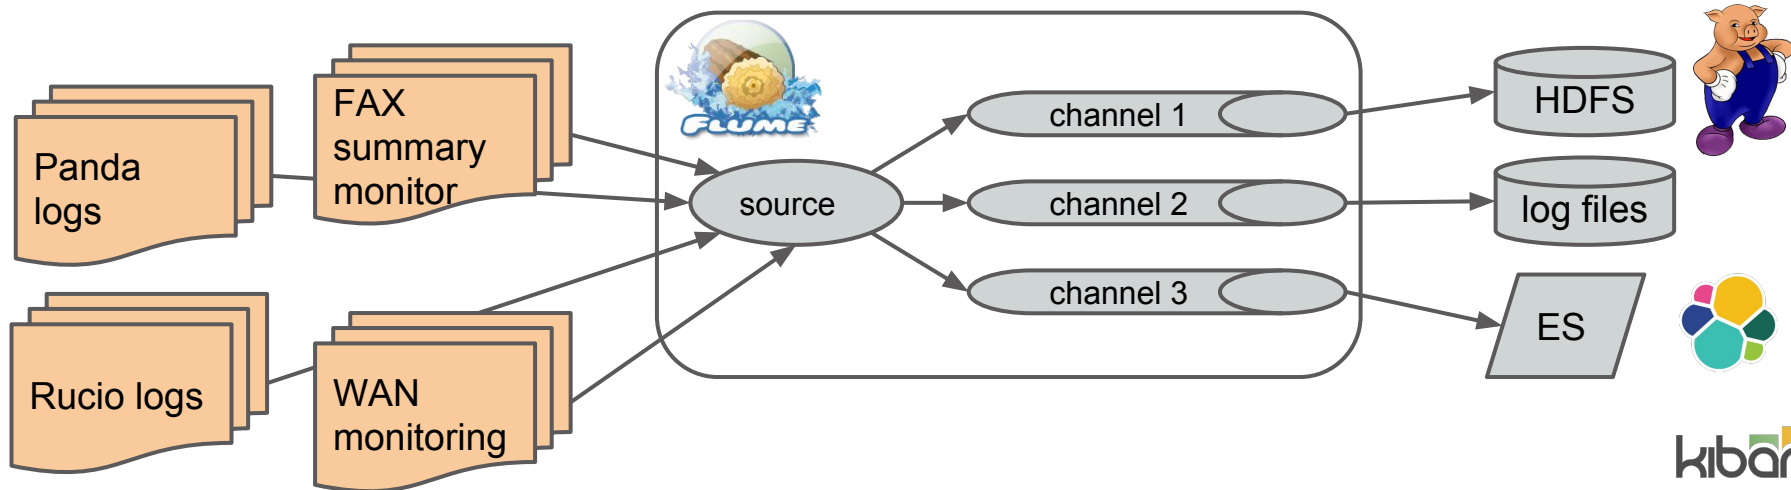 Panda
logs
FAX
summary
monitor
Rucio logs
WAN
monitoring
FLUME
source
channel 1
channel 2
channel 3
HDFS
log files
ES